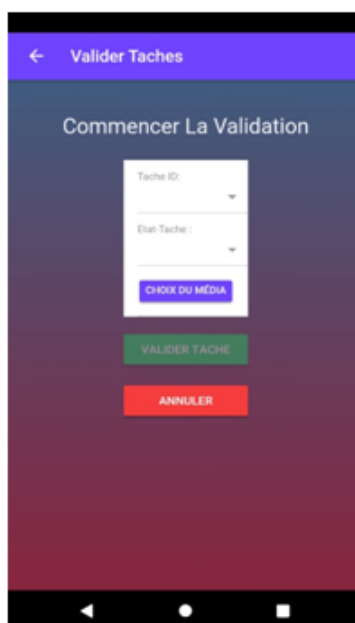 Valider Taches
Commencer La Validation
Tache ID:
Etat-Tache :
CHOIX DU MÉDIA
VALIDER TACHE
ANNULER